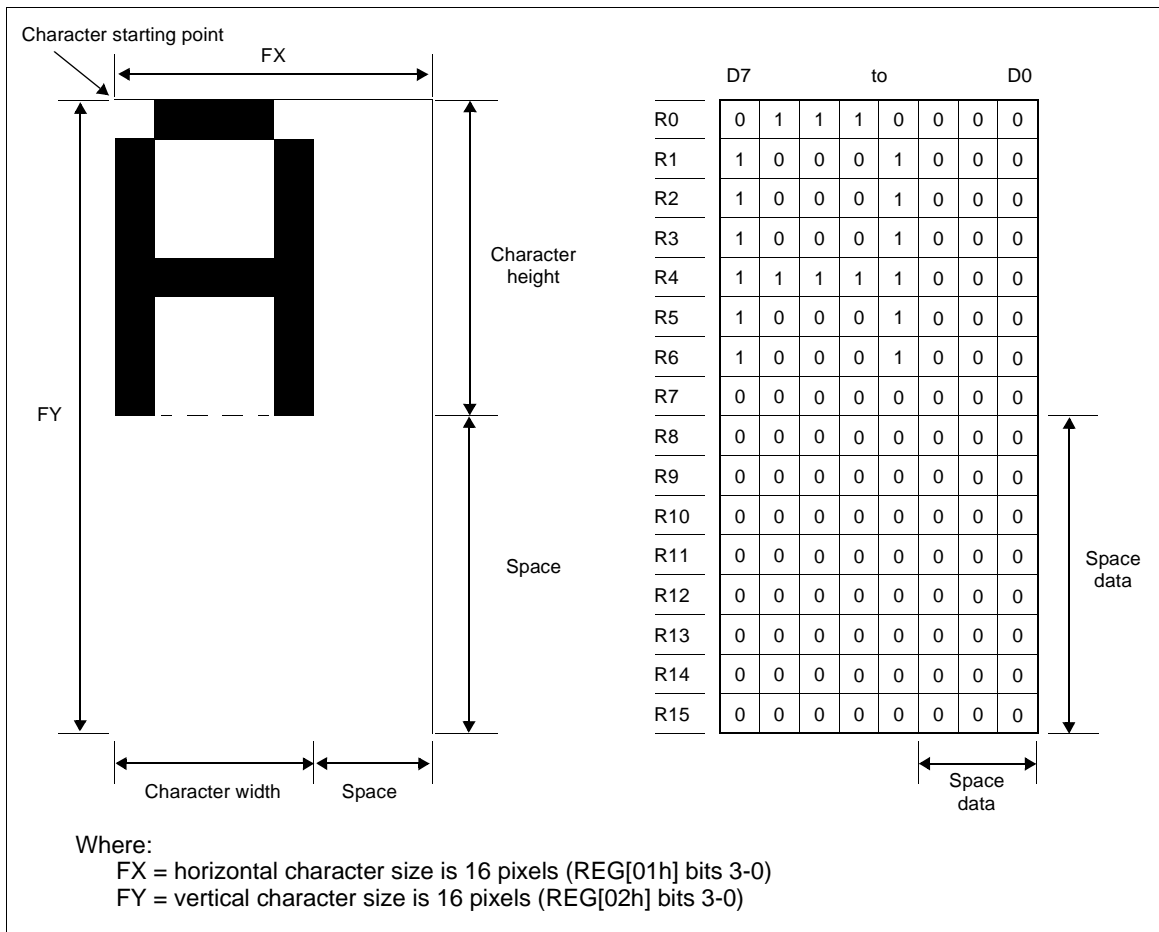 Character starting point
FX
D7 to D0
R0 0 1 1 1 0 0 0 0
R1 1 0 0 0 1 0 0 0
R2 1 0 0 0 1 0 0 0
R3 1 0 0 0 1 0 0 0
Character
height
R4 1 1 1 1 1 0 0 0
R5 1 0 0 0 1 0 0 0
R6 1 0 0 0 1 0 0 0
R7 0 0 0 0 0 0 0 0
FY
R8 0 0 0 0 0 0 0 0
R9 0 0 0 0 0 0 0 0
R10 0 0 0 0 0 0 0 0
R11 0 0 0 0 0 0 0 0
Space
Space
data
R12 0 0 0 0 0 0 0 0
R13 0 0 0 0 0 0 0 0
R14 0 0 0 0 0 0 0 0
R15 0 0 0 0 0 0 0 0
Character width Space
Space
data
Where:
FX = horizontal character size is 16 pixels (REG[01h] bits 3-0)
FY = vertical character size is 16 pixels (REG[02h] bits 3-0)